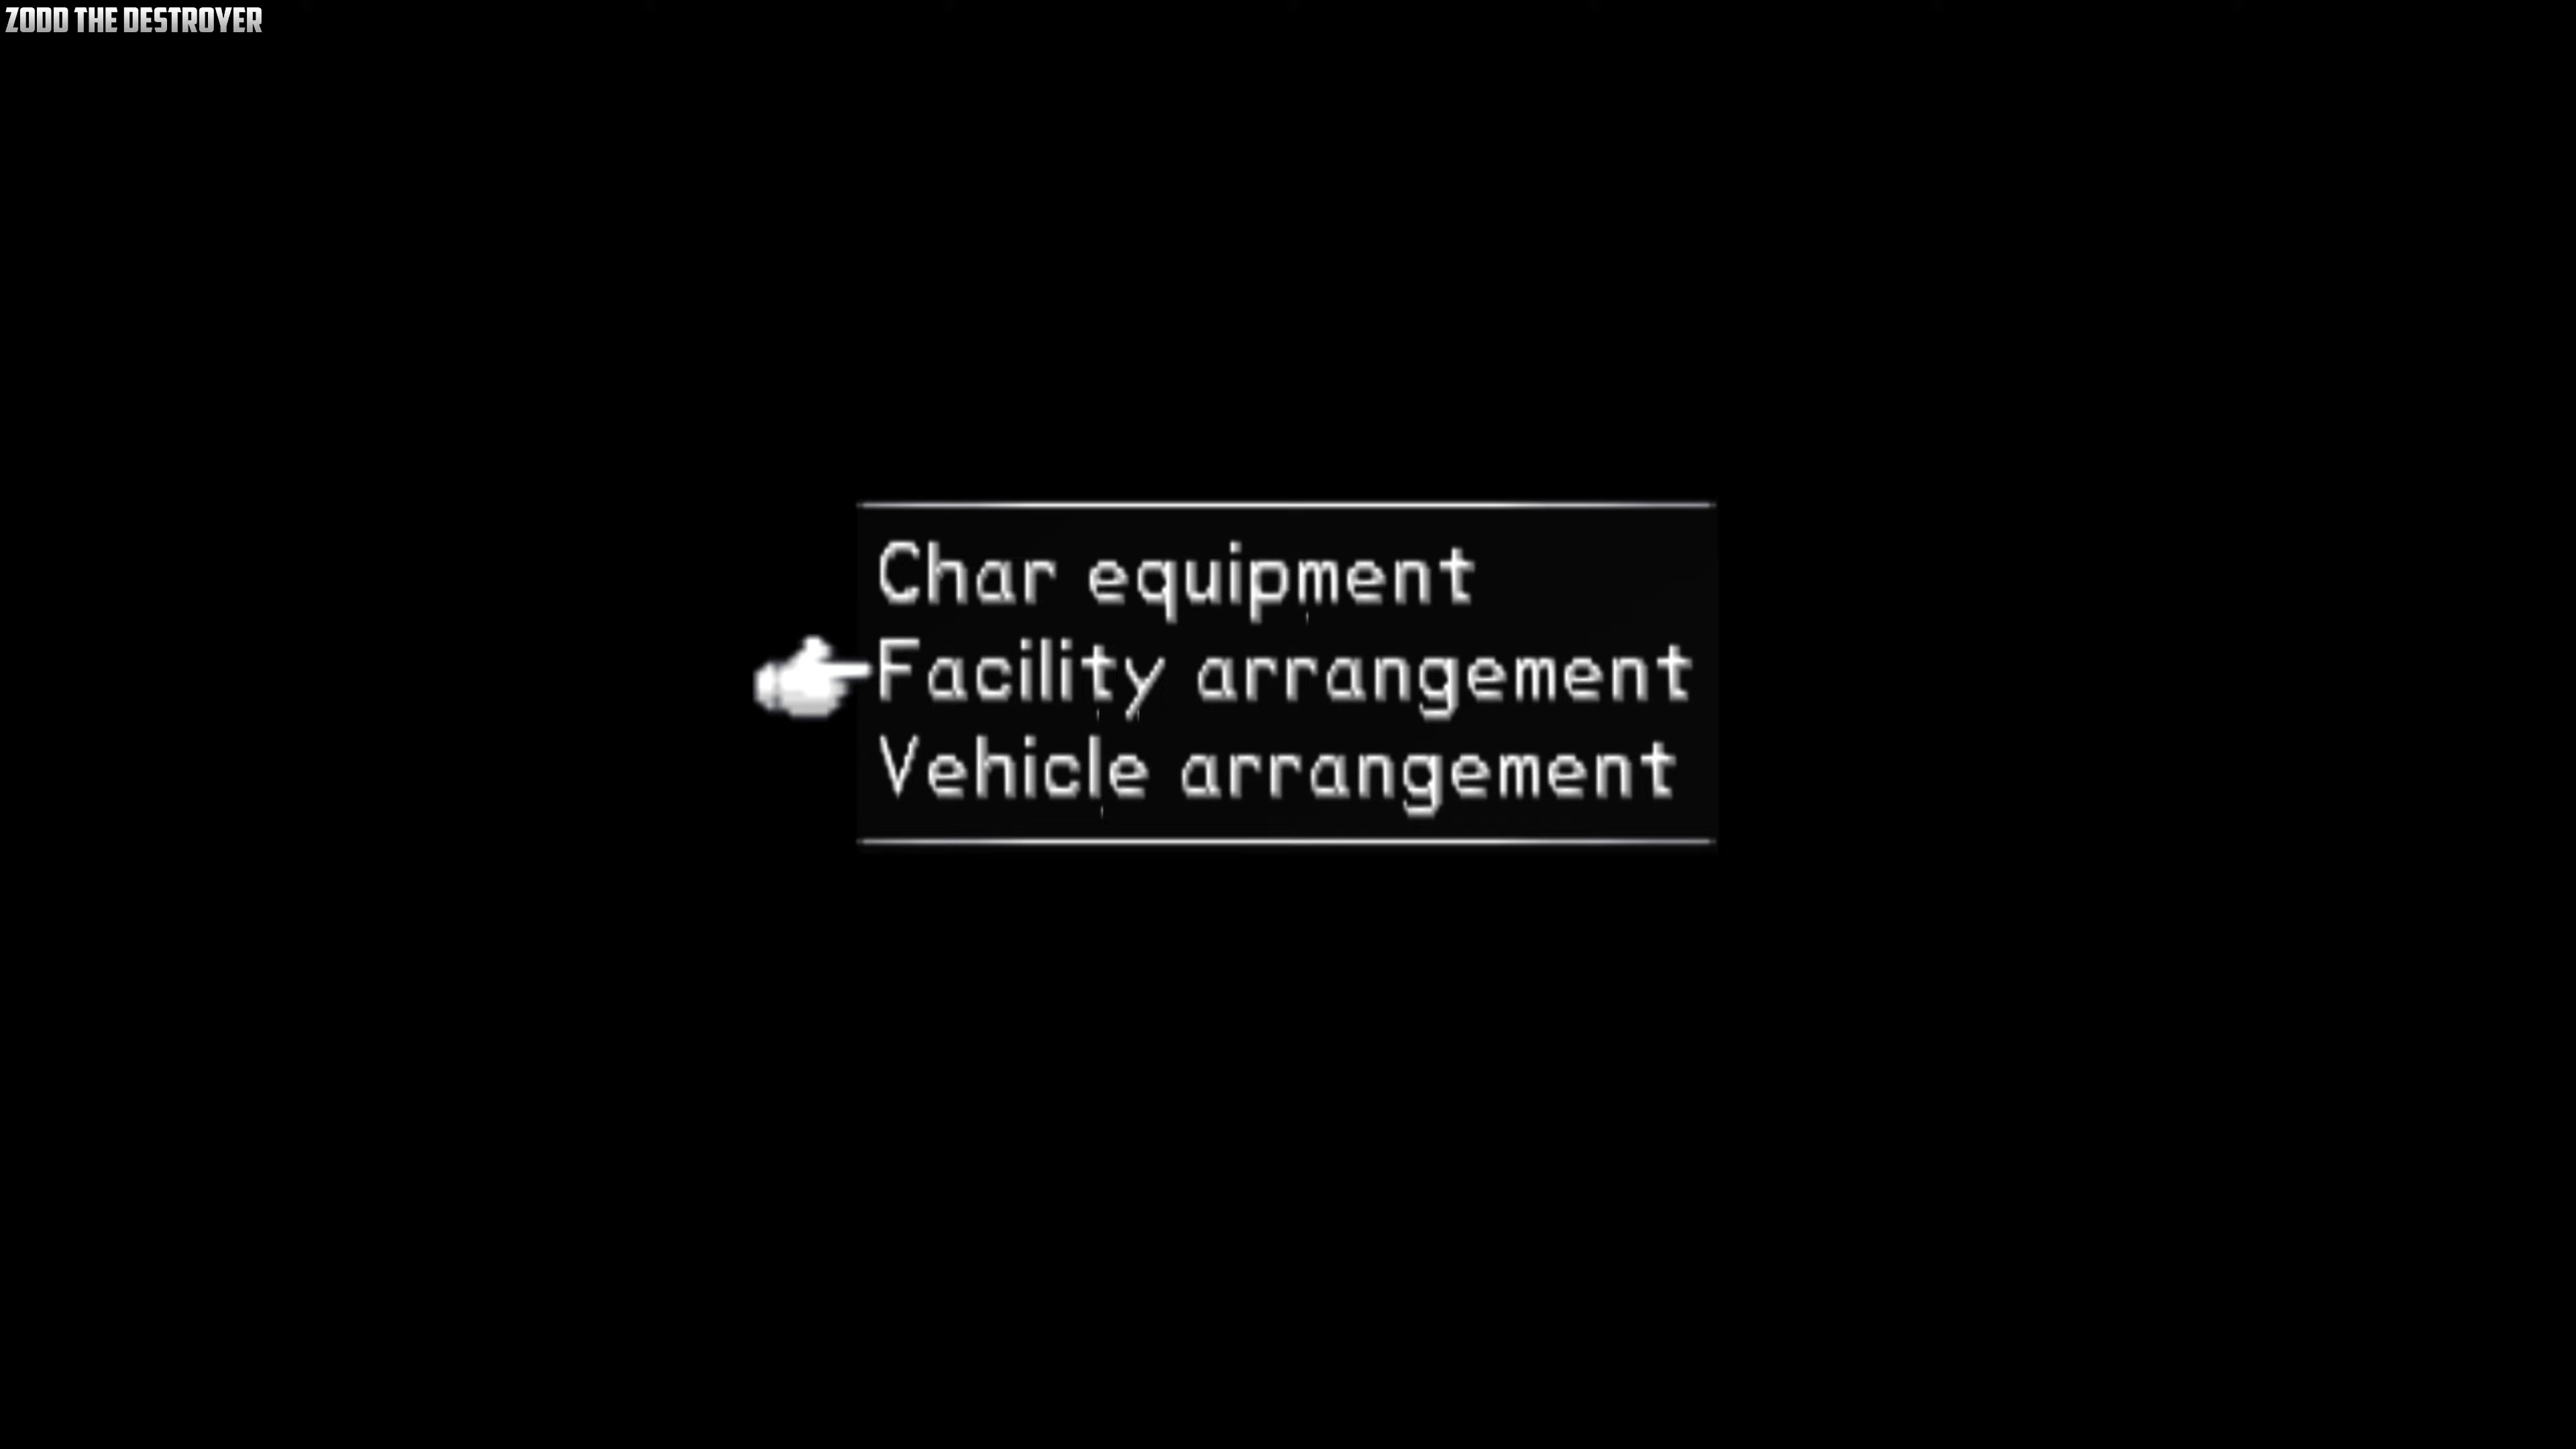 ZODD THE DESTROYER
Char equipment
Facility arrangement
Vehicle arrangement